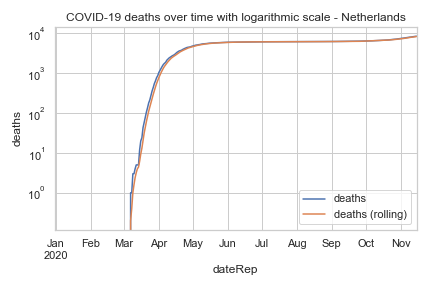 COVID-19 deaths over time with logarithmic scale - Netherlands
10⁴
10³
10²
10¹
10⁰
deaths
deaths
deaths (rolling)
Jan Feb Mar Apr May Jun Jul Aug Sep Oct Nov
2020
dateRep